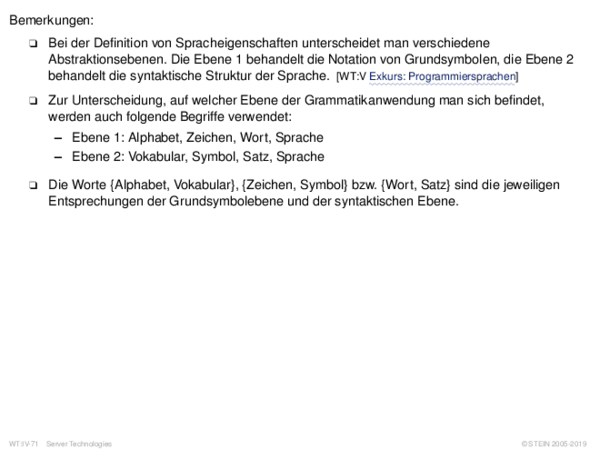 Bemerkungen:
❑ Bei der Definition von Spracheigenschaften unterscheidet man verschiedene
Abstraktionsebenen. Die Ebene 1 behandelt die Notation von Grundsymbolen, die Ebene 2
behandelt die syntaktische Struktur der Sprache. [WT:V Exkurs: Programmiersprachen]
❑ Zur Unterscheidung, auf welcher Ebene der Grammatikanwendung man sich befindet,
werden auch folgende Begriffe verwendet:
– Ebene 1: Alphabet, Zeichen, Wort, Sprache
– Ebene 2: Vokabular, Symbol, Satz, Sprache
❑ Die Worte {Alphabet, Vokabular}, {Zeichen, Symbol} bzw. {Wort, Satz} sind die jeweiligen
Entsprechungen der Grundsymbolebene und der syntaktischen Ebene.
WT:IV-71 Server Technologies © STEIN 2005-2019